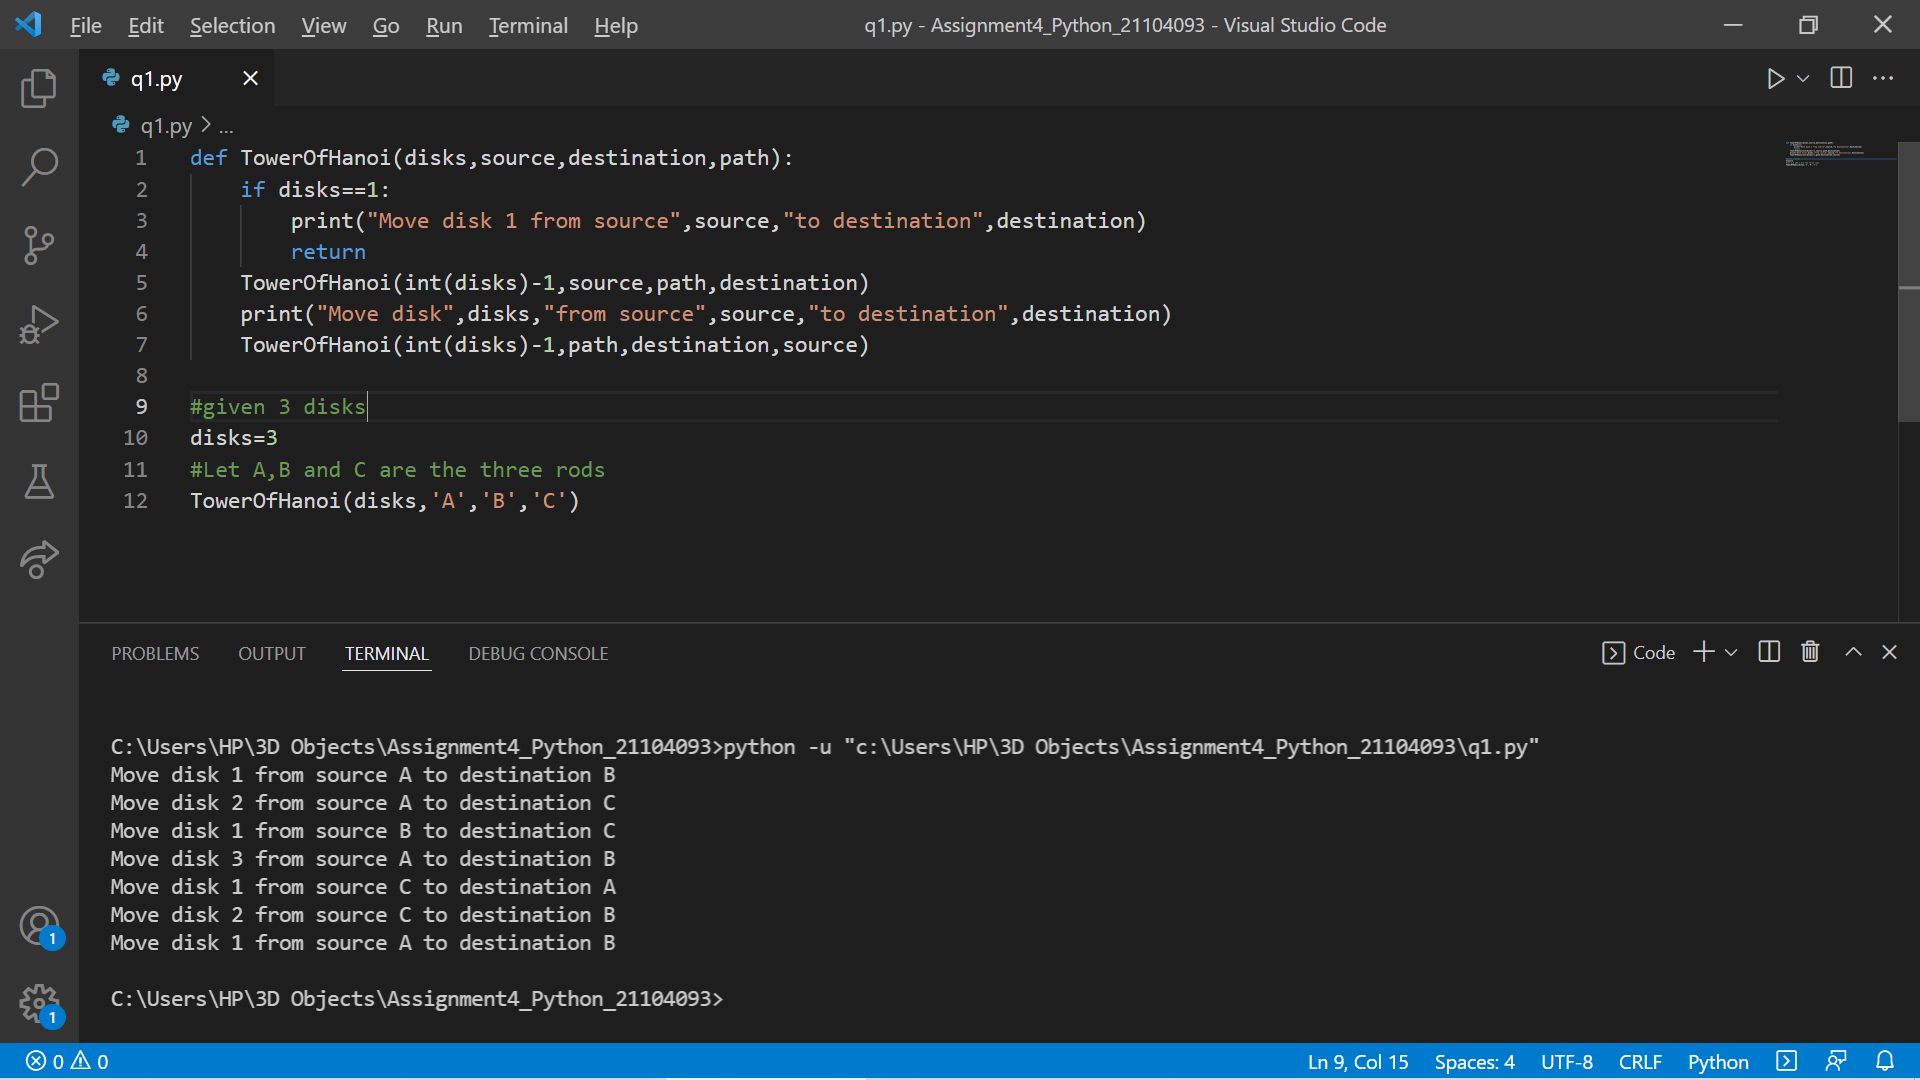 File Edit Selection View Go Run Terminal Help q1.py - Assignment4_Python_21104093 - Visual Studio Code
q1.py
q1.py > ...
1 def TowerOfHanoi(disks,source,destination,path):
2     if disks==1:
3         print("Move disk 1 from source",source,"to destination",destination)
4         return
5     TowerOfHanoi(int(disks)-1,source,path,destination)
6     print("Move disk",disks,"from source",source,"to destination",destination)
7     TowerOfHanoi(int(disks)-1,path,destination,source)
8
9 #given 3 disks
10 disks=3
11 #Let A,B and C are the three rods
12 TowerOfHanoi(disks,'A','B','C')
PROBLEMS OUTPUT TERMINAL DEBUG CONSOLE Code
C:\Users\HP\3D Objects\Assignment4_Python_21104093>python -u "c:\Users\HP\3D Objects\Assignment4_Python_21104093\q1.py"
Move disk 1 from source A to destination B
Move disk 2 from source A to destination C
Move disk 1 from source B to destination C
Move disk 3 from source A to destination B
Move disk 1 from source C to destination A
Move disk 2 from source C to destination B
Move disk 1 from source A to destination B
C:\Users\HP\3D Objects\Assignment4_Python_21104093>
1
1
0 0 Ln 9, Col 15 Spaces: 4 UTF-8 CRLF Python